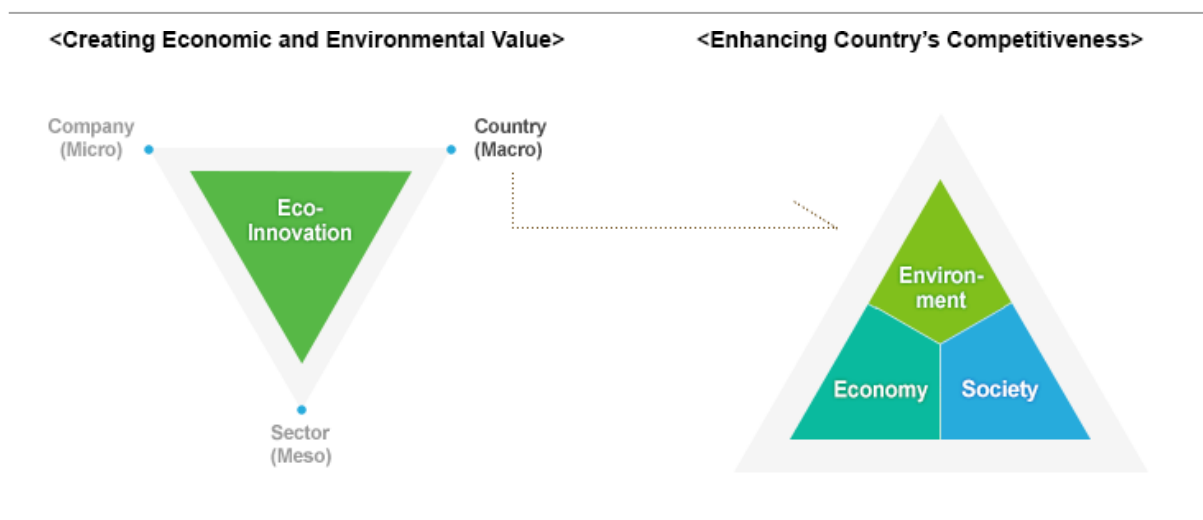 <Creating Economic and Environmental Value>
<Enhancing Country's Competitiveness>
Company
(Micro)
Country
(Macro)
Eco-
Innovation
Sector
(Meso)
Environ-
ment
Economy
Society